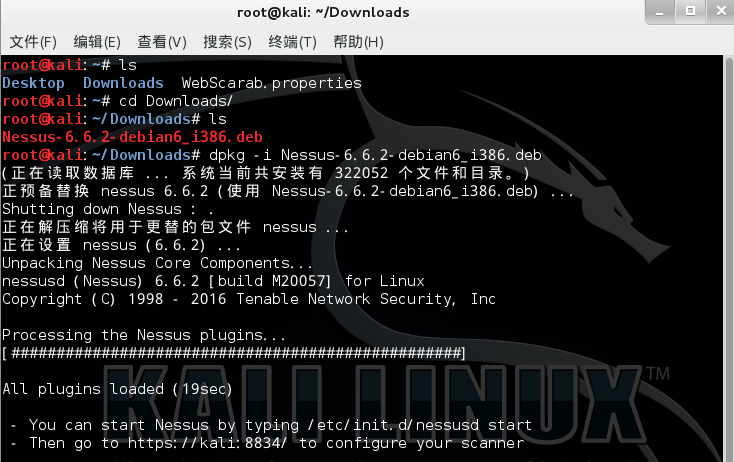 root@kali: ~/Downloads
文件(F) 编辑(E) 查看(V) 搜索(S) 终端(T) 帮助(H)
root@kali:~# ls
Desktop Downloads WebScarab.properties
root@kali:~# cd Downloads/
root@kali:~/Downloads# ls
Nessus-6.6.2-debian6_i386.deb
root@kali:~/Downloads# dpkg -i Nessus-6.6.2-debian6_i386.deb
(正在读取数据库 ... 系统当前共安装有 322052 个文件和目录。)
正预备替换 nessus 6.6.2 (使用 Nessus-6.6.2-debian6_i386.deb) ...
Shutting down Nessus : .
正在解压缩将用于更替的包文件 nessus ...
正在设置 nessus (6.6.2) ...
Unpacking Nessus Core Components...
nessusd (Nessus) 6.6.2 [build M20057] for Linux
Copyright (C) 1998 - 2016 Tenable Network Security, Inc
Processing the Nessus plugins...
[##################################################]
All plugins loaded (19sec)
- You can start Nessus by typing /etc/init.d/nessusd start
- Then go to https://kali:8834/ to configure your scanner
KALI LINUX™